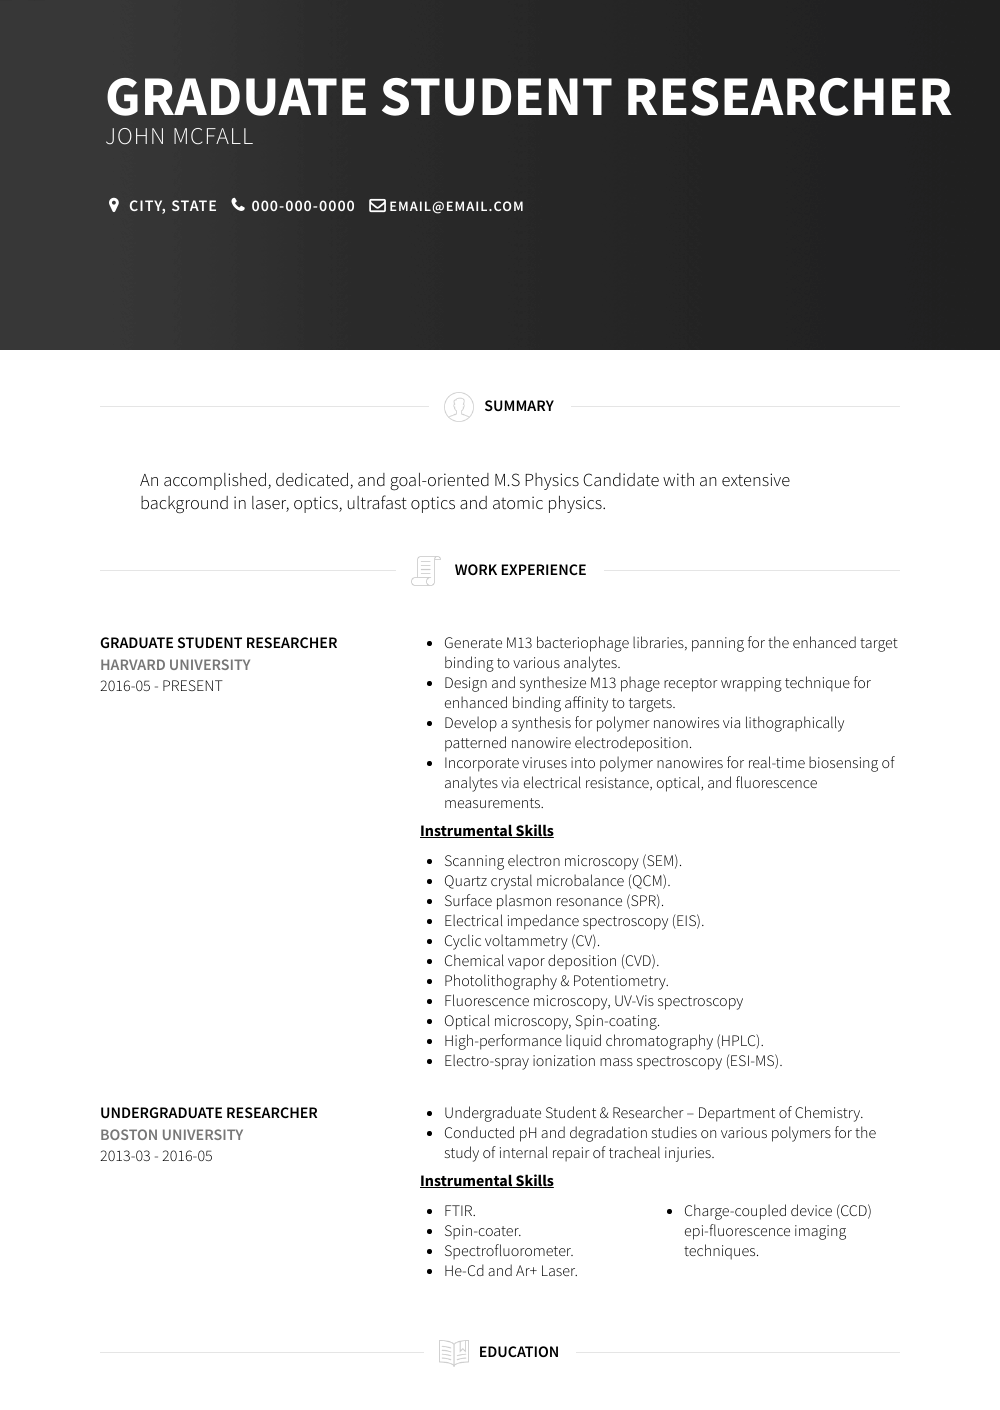 GRADUATE STUDENT RESEARCHER
JOHN MCFALL
CITY, STATE 000-000-0000 EMAIL@EMAIL.COM
SUMMARY
An accomplished, dedicated, and goal-oriented M.S Physics Candidate with an extensive
background in laser, optics, ultrafast optics and atomic physics.
WORK EXPERIENCE
GRADUATE STUDENT RESEARCHER
HARVARD UNIVERSITY
2016-05 - PRESENT
• Generate M13 bacteriophage libraries, panning for the enhanced target
binding to various analytes.
• Design and synthesize M13 phage receptor wrapping technique for
enhanced binding affinity to targets.
• Develop a synthesis for polymer nanowires via lithographically
patterned nanowire electrodeposition.
• Incorporate viruses into polymer nanowires for real-time biosensing of
analytes via electrical resistance, optical, and fluorescence
measurements.
Instrumental Skills
• Scanning electron microscopy (SEM).
• Quartz crystal microbalance (QCM).
• Surface plasmon resonance (SPR).
• Electrical impedance spectroscopy (EIS).
• Cyclic voltammetry (CV).
• Chemical vapor deposition (CVD).
• Photolithography & Potentiometry.
• Fluorescence microscopy, UV-Vis spectroscopy
• Optical microscopy, Spin-coating.
• High-performance liquid chromatography (HPLC).
• Electro-spray ionization mass spectroscopy (ESI-MS).
UNDERGRADUATE RESEARCHER
BOSTON UNIVERSITY
2013-03 - 2016-05
• Undergraduate Student & Researcher – Department of Chemistry.
• Conducted pH and degradation studies on various polymers for the
study of internal repair of tracheal injuries.
Instrumental Skills
• FTIR.
• Spin-coater.
• Spectrofluorometer.
• He-Cd and Ar+ Laser.
• Charge-coupled device (CCD)
epi-fluorescence imaging
techniques.
EDUCATION